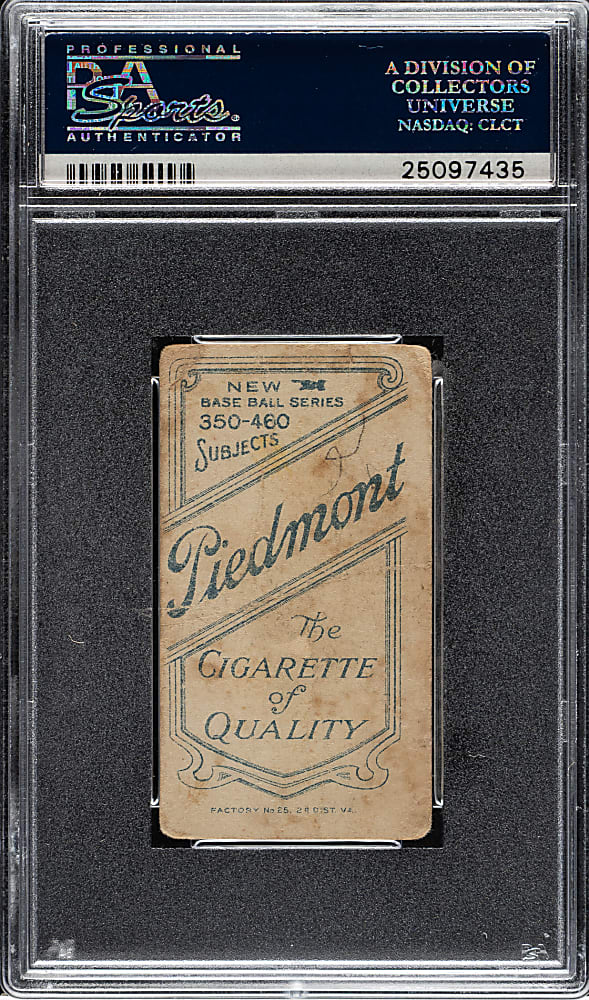 PROFESSIONAL
PSA
Sports®
AUTHENTICATOR
A DIVISION OF
COLLECTORS
UNIVERSE
NASDAQ: CLCT
25097435
NEW
BASE BALL SERIES
350-460
SUBJECTS
Piedmont
The
CIGARETTE
of
QUALITY
FACTORY No 25, 2D DIST. VA.